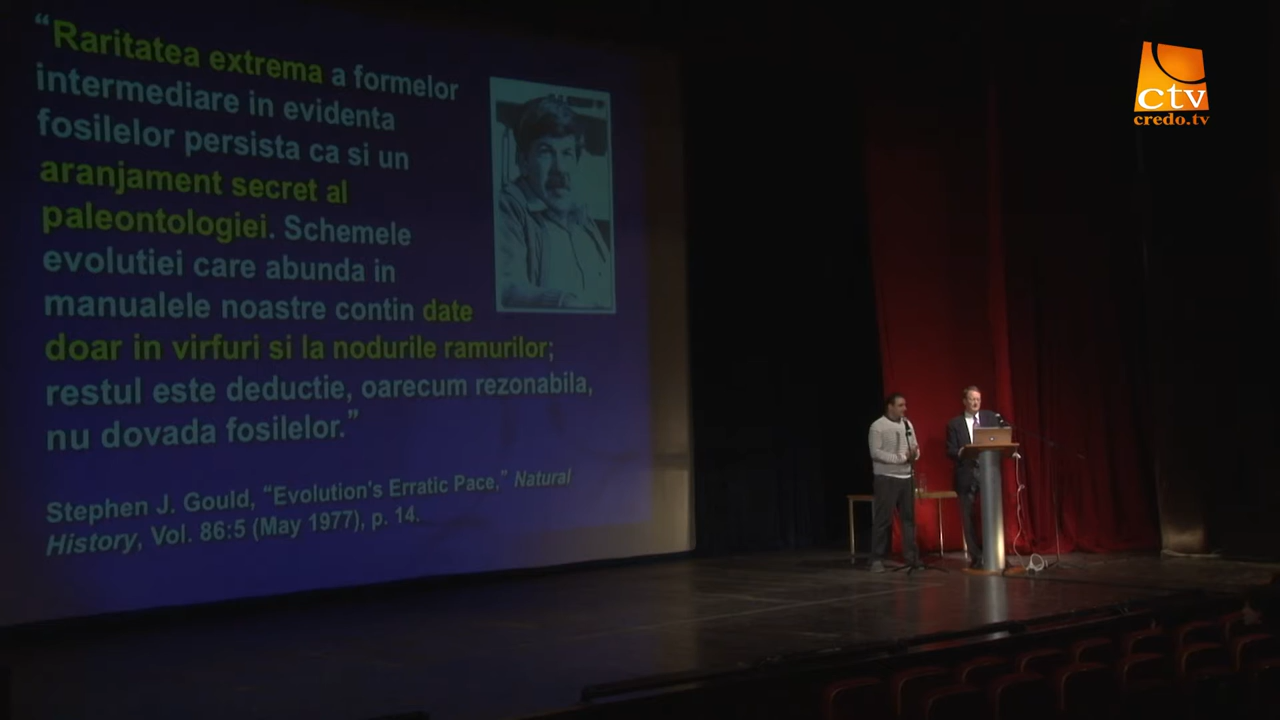 “Raritatea extrema a formelor
intermediare in evidenta
fosilelor persista ca si un
aranjament secret al
paleontologiei. Schemele
evolutiei care abunda in
manualele noastre contin date
doar in virfuri si la nodurile ramurilor;
restul este deductie, oarecum rezonabila,
nu dovada fosilelor.”
Stephen J. Gould, “Evolution's Erratic Pace,” Natural
History, Vol. 86:5 (May 1977), p. 14.
ctv
credo.tv